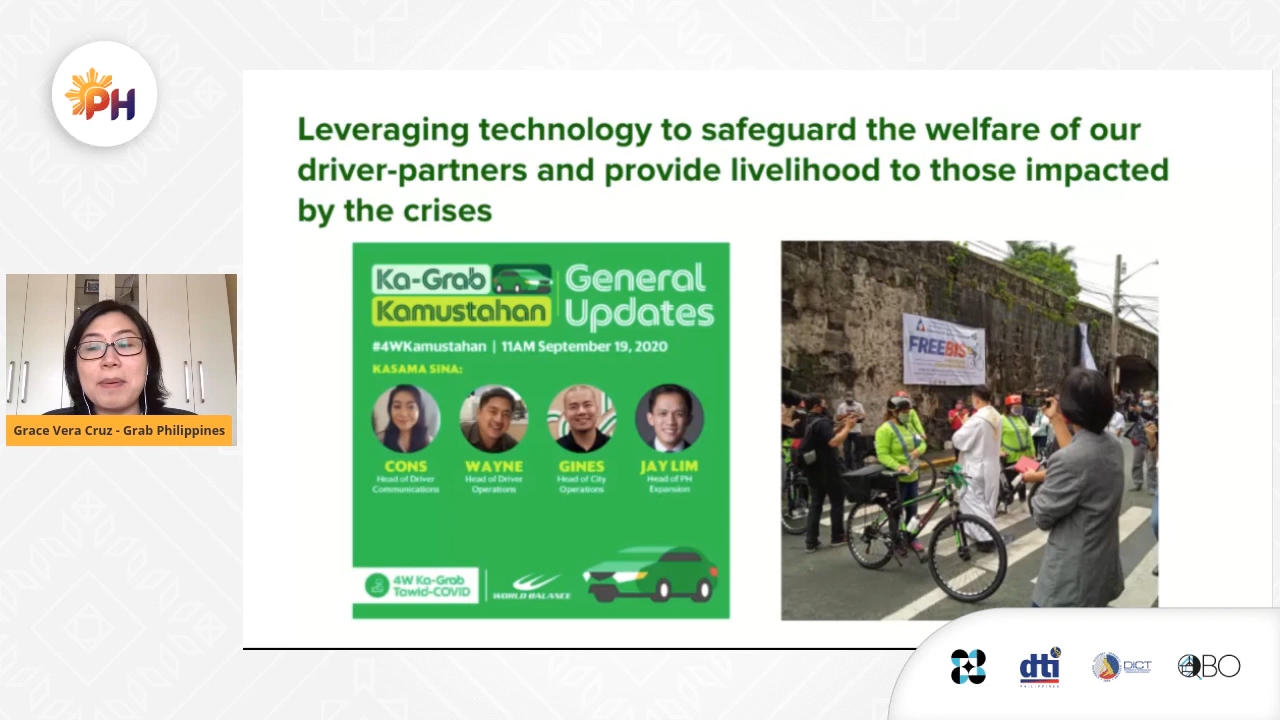 PH
Leveraging technology to safeguard the welfare of our
driver-partners and provide livelihood to those impacted
by the crises
Ka-Grab
Kamustahan
General
Updates
#4WKamustahan | 11AM September 19, 2020
KASAMA SINA:
CONS
Head of Driver
Communications
WAYNE
Head of Driver
Operations
GINES
Head of City
Operations
JAY LIM
Head of PH
Expansion
4W Ka-Grab
Tawid-COVID
WORLD BALANCE
FREEBIS
Grace Vera Cruz - Grab Philippines
dti
PHILIPPINES
DICT
QBO